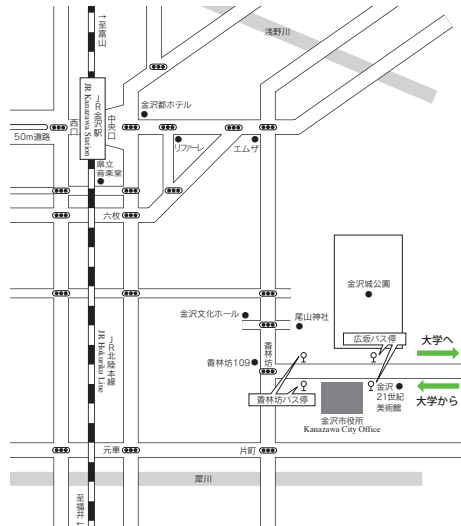 ↑至富山
浅野川
JR金沢駅
JR Kanazawa Station
西口
中央口
50m道路
金沢都ホテル
リファーレ
エムザ
県立
音楽堂
六枚
金沢城公園
金沢文化ホール
尾山神社
広坂バス停
大学へ
香林坊
JR北陸本線
JR Hokuriku Line
香林坊109
香林坊バス停
金沢
21世紀
美術館
大学から
金沢市役所
Kanazawa City Office
元車
片町
犀川
至福井↓